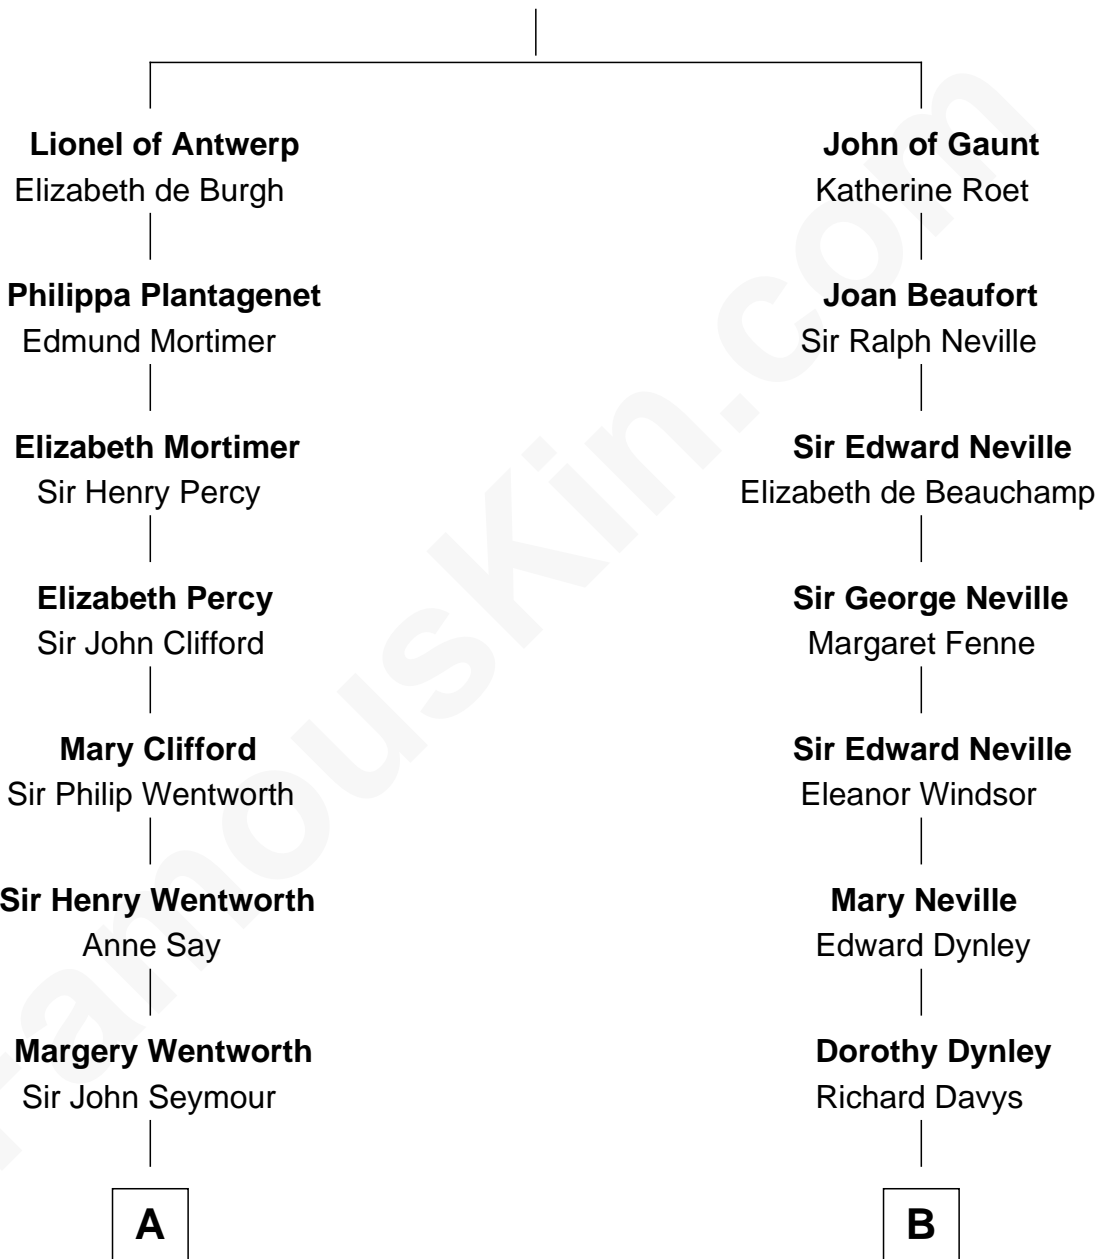 Lionel of Antwerp
Elizabeth de Burgh
Philippa Plantagenet
Edmund Mortimer
Elizabeth Mortimer
Sir Henry Percy
Elizabeth Percy
Sir John Clifford
Mary Clifford
Sir Philip Wentworth
Sir Henry Wentworth
Anne Say
Margery Wentworth
Sir John Seymour
A
John of Gaunt
Katherine Roet
Joan Beaufort
Sir Ralph Neville
Sir Edward Neville
Elizabeth de Beauchamp
Sir George Neville
Margaret Fenne
Sir Edward Neville
Eleanor Windsor
Mary Neville
Edward Dynley
Dorothy Dynley
Richard Davys
B
FamousKin.com